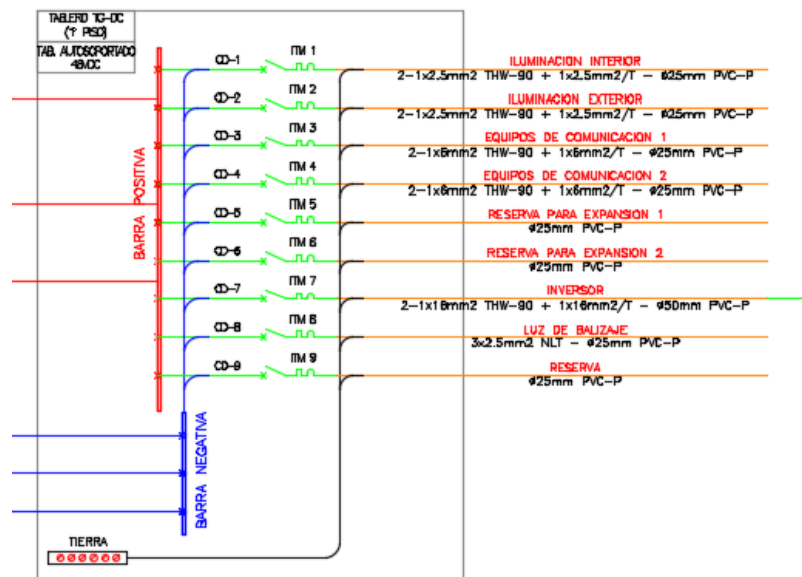 TABLERO TG-DC
(1° PISO)
TAB. AUTOSOPORTADO
48VDC
CD-1
ITM 1
ILUMINACION INTERIOR
2-1x2.5mm2 THW-90 + 1x2.5mm2/T - ø25mm PVC-P
CD-2
ITM 2
ILUMINACION EXTERIOR
2-1x2.5mm2 THW-90 + 1x2.5mm2/T - ø25mm PVC-P
CD-3
ITM 3
EQUIPOS DE COMUNICACION 1
2-1x6mm2 THW-90 + 1x6mm2/T - ø25mm PVC-P
CD-4
ITM 4
EQUIPOS DE COMUNICACION 2
2-1x6mm2 THW-90 + 1x6mm2/T - ø25mm PVC-P
CD-5
ITM 5
RESERVA PARA EXPANSION 1
ø25mm PVC-P
CD-6
ITM 6
RESERVA PARA EXPANSION 2
ø25mm PVC-P
CD-7
ITM 7
INVERSOR
2-1x16mm2 THW-90 + 1x16mm2/T - ø50mm PVC-P
CD-8
ITM 8
LUZ DE BALIZAJE
3x2.5mm2 NLT - ø25mm PVC-P
CD-9
ITM 9
RESERVA
ø25mm PVC-P
BARRA POSITIVA
BARRA NEGATIVA
TIERRA